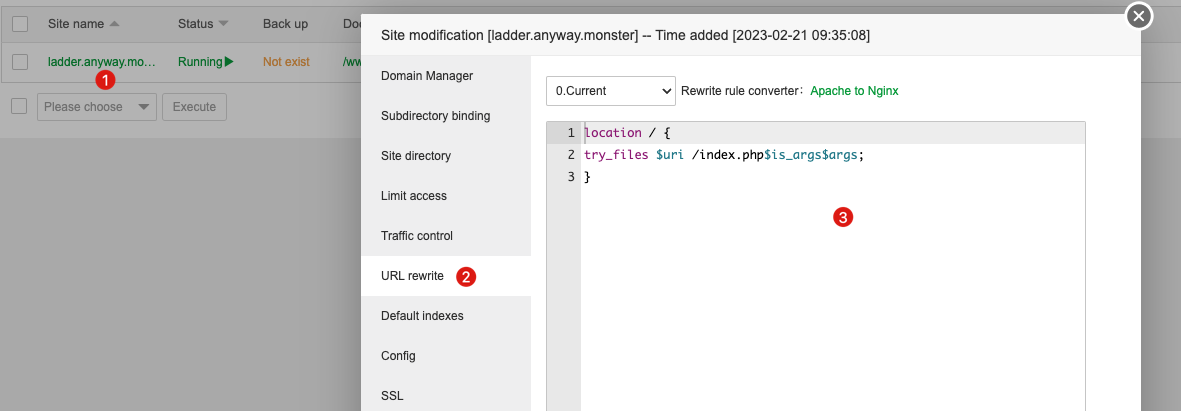 Site name Status Back up Doc
ladder.anyway.mo... Running Not exist /ww
1
Please choose Execute
Site modification [ladder.anyway.monster] -- Time added [2023-02-21 09:35:08]
Domain Manager
Subdirectory binding
Site directory
Limit access
Traffic control
URL rewrite 2
Default indexes
Config
SSL
0.Current Rewrite rule converter: Apache to Nginx
1 location / {
2 try_files $uri /index.php$is_args$args;
3 }
3